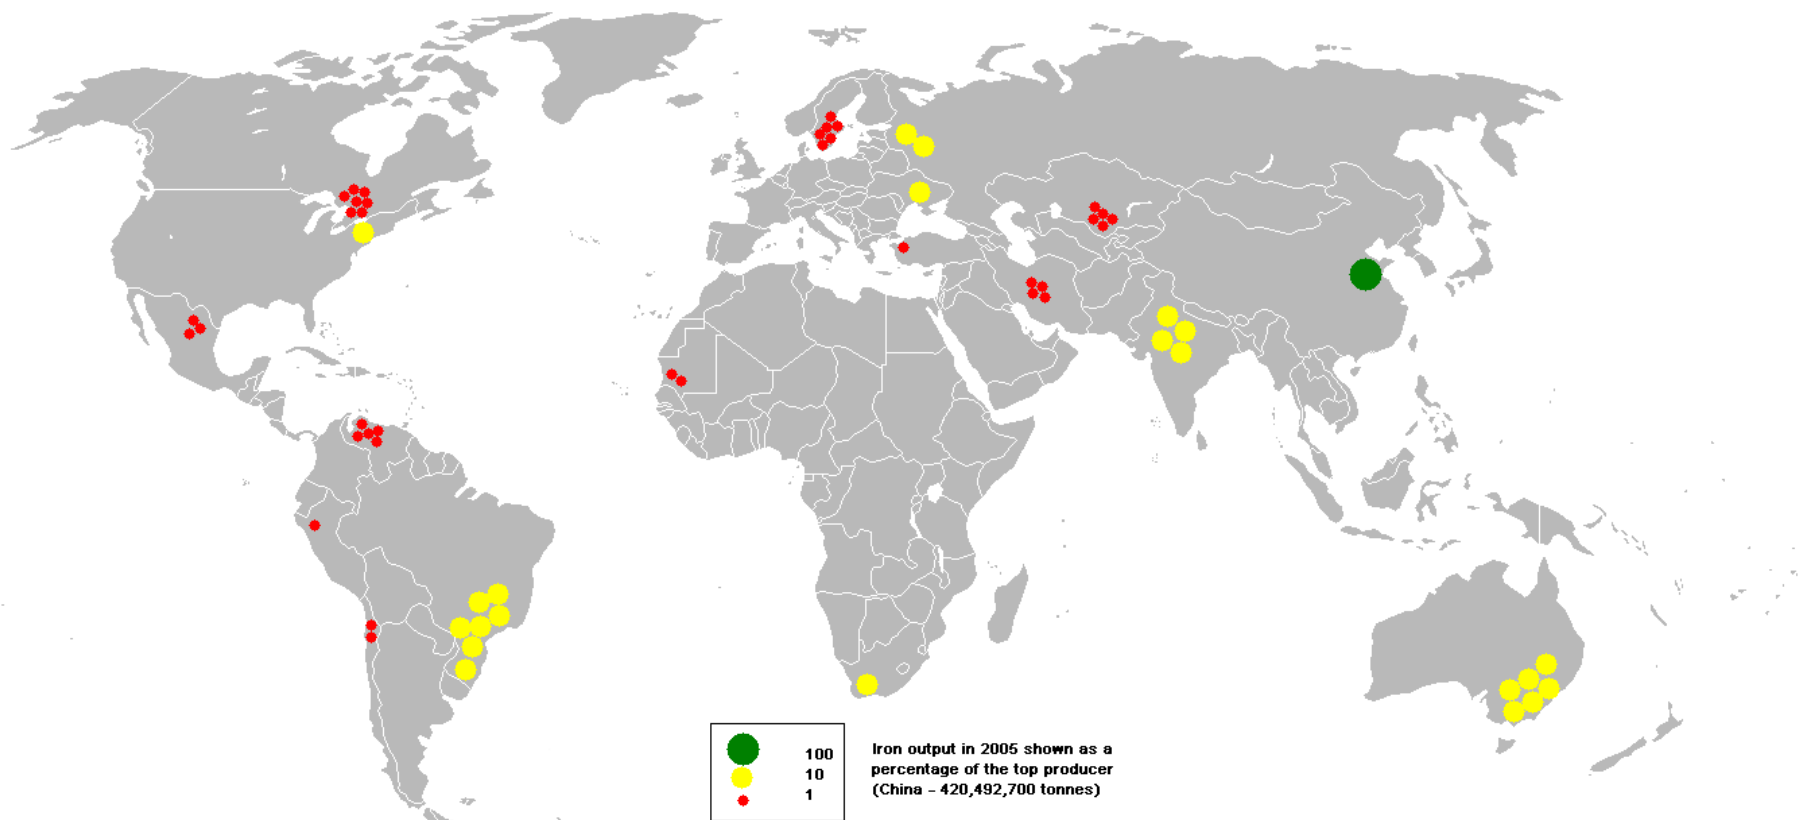 100
10
1
Iron output in 2005 shown as a
percentage of the top producer
(China - 420,492,700 tonnes)